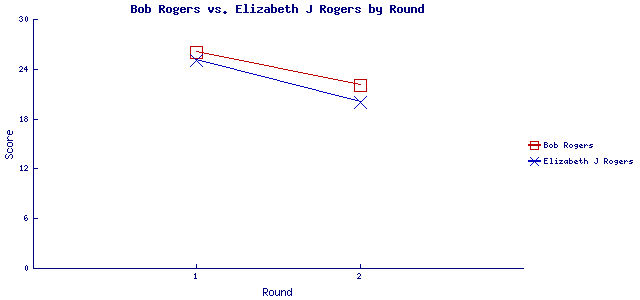 Bob Rogers vs. Elizabeth J Rogers by Round
30
24
18
12
6
0
Score
1 2
Round
Bob Rogers
Elizabeth J Rogers